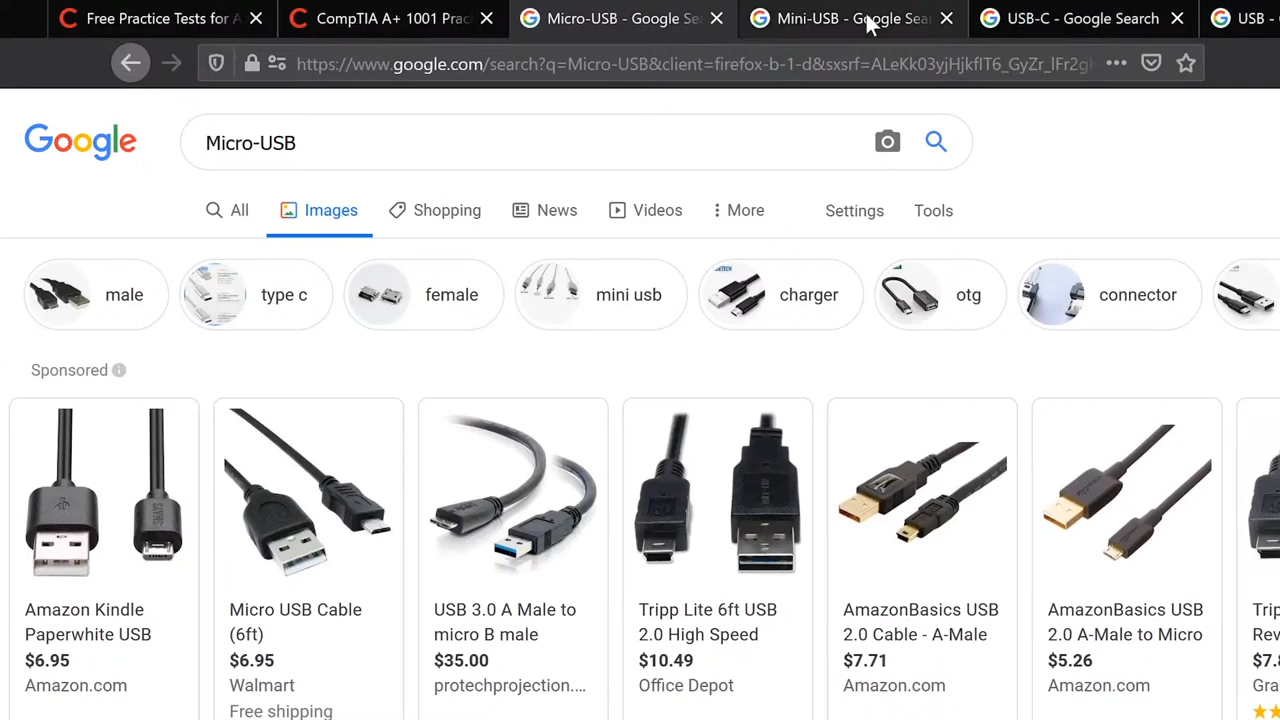 Free Practice Tests for A
CompTIA A+ 1001 Prac
Micro-USB - Google Se
Mini-USB - Google Sear
USB-C - Google Search
USB -
https://www.google.com/search?q=Micro-USB&client=firefox-b-1-d&sxsrf=ALeKk03yjHjkfIT6_GyZr_lFr2g
Google
Micro-USB
All
Images
Shopping
News
Videos
More
Settings
Tools
male
type c
female
mini usb
charger
otg
connector
Sponsored
Amazon Kindle
Paperwhite USB
$6.95
Amazon.com
Micro USB Cable
(6ft)
$6.95
Walmart
Free shipping
USB 3.0 A Male to
micro B male
$35.00
protechprojection....
Tripp Lite 6ft USB
2.0 High Speed
$10.49
Office Depot
AmazonBasics USB
2.0 Cable - A-Male
$7.71
Amazon.com
AmazonBasics USB
2.0 A-Male to Micro
$5.26
Amazon.com
Trip
Rev
$7.8
Gra